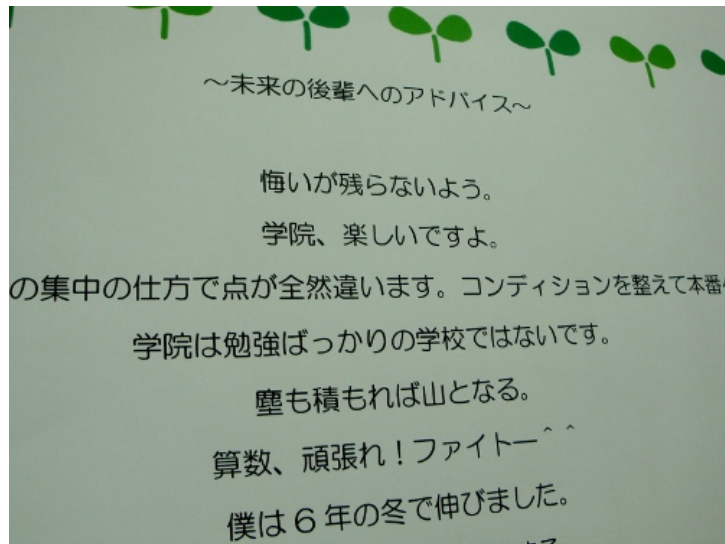 ～未来の後輩へのアドバイス～
悔いが残らないよう。
学院、楽しいですよ。
の集中の仕方で点が全然違います。コンディションを整えて本番
学院は勉強ばっかりの学校ではないです。
塵も積もれば山となる。
算数、頑張れ！ファイトー＾＾
僕は６年の冬で伸びました。